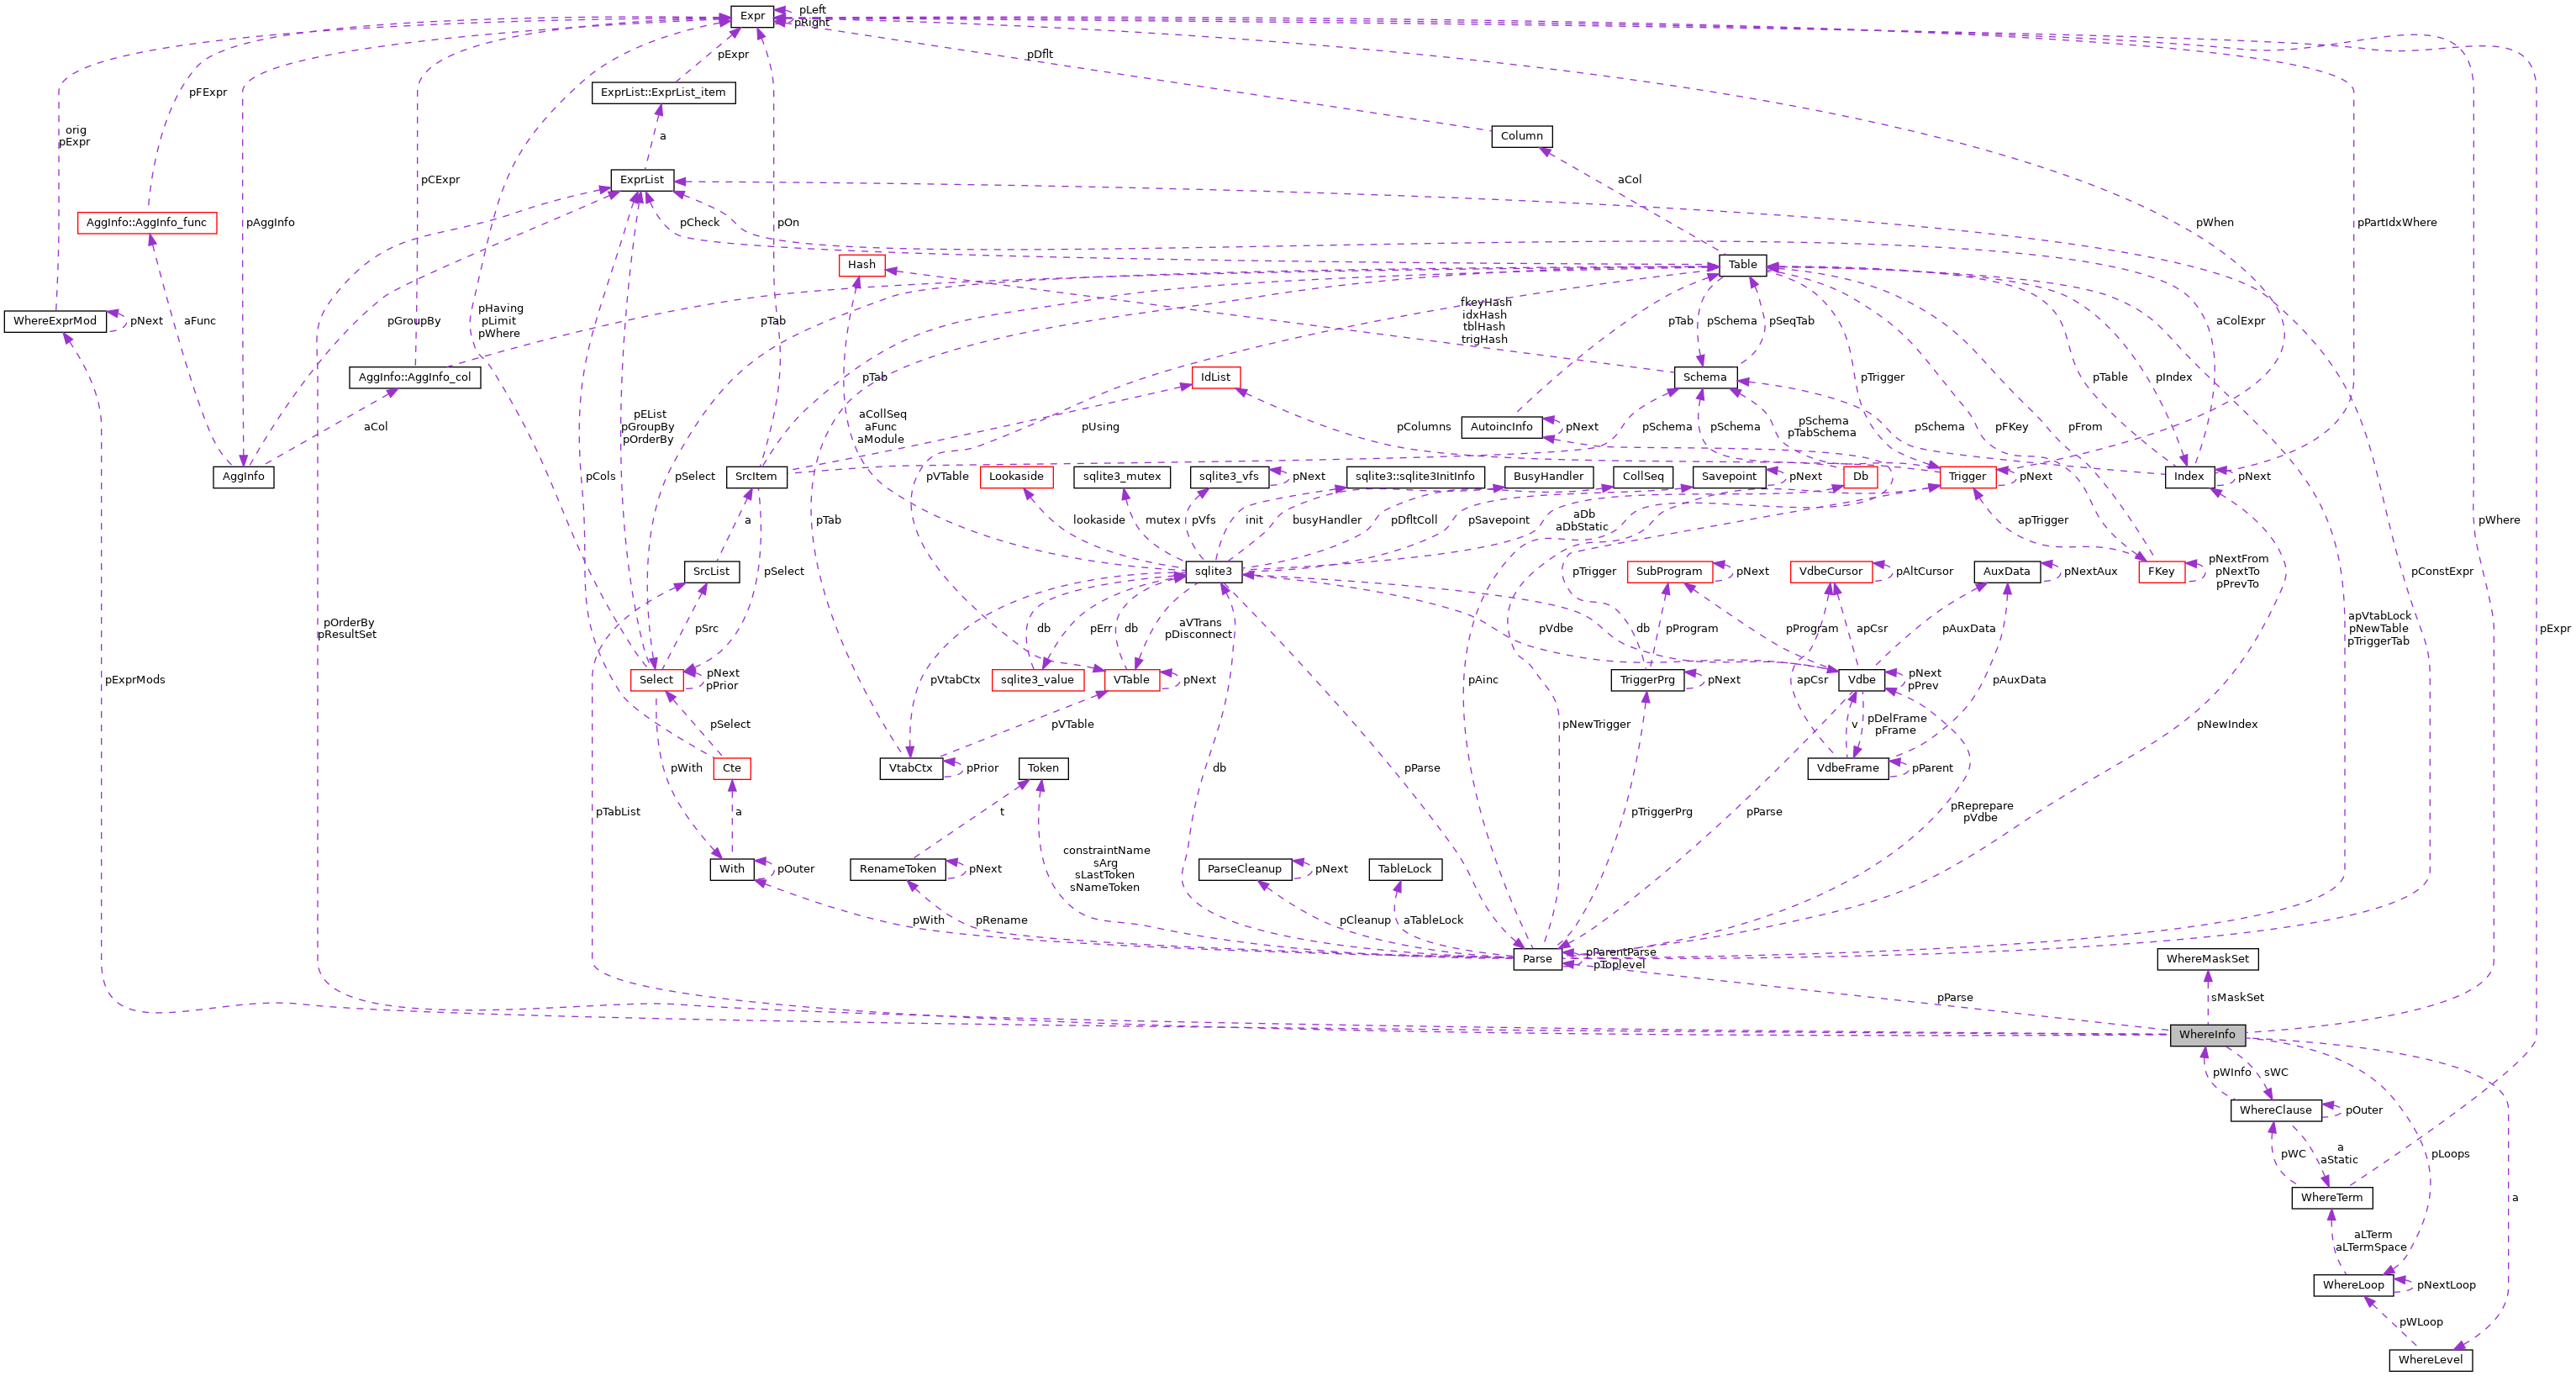 Expr
pLeft
pRight
pDflt
pExpr
pFExpr
ExprList::ExprList_item
orig
pExpr
a
Column
pCExpr
ExprList
aCol
AggInfo::AggInfo_func
pAggInfo
pCheck
pOn
pWhen
pPartIdxWhere
Hash
Table
WhereExprMod
pNext
aFunc
pGroupBy
pHaving
pLimit
pWhere
pTab
fkeyHash
idxHash
tblHash
trigHash
pTab
pSchema
pSeqTab
aColExpr
AggInfo::AggInfo_col
pTab
IdList
Schema
pTrigger
pTable
pIndex
aCol
pEList
pGroupBy
pOrderBy
aCollSeq
aFunc
aModule
pUsing
pColumns
AutoincInfo
pNext
pSchema
pSchema
pSchema
pTabSchema
pSchema
pFKey
pFrom
AggInfo
pCols
pSelect
SrcItem
pVTable
Lookaside
sqlite3_mutex
sqlite3_vfs
pNext
sqlite3::sqlite3InitInfo
BusyHandler
CollSeq
Savepoint
pNext
Db
Trigger
pNext
Index
pNext
a
pTab
lookaside
mutex
pVfs
init
busyHandler
pDfltColl
pSavepoint
aDb
aDbStatic
apTrigger
pWhere
SrcList
pSelect
sqlite3
pTrigger
SubProgram
pNext
VdbeCursor
pAltCursor
AuxData
pNextAux
FKey
pNextFrom
pNextTo
pPrevTo
pConstExpr
pOrderBy
pResultSet
pSrc
db
pErr
db
aVTrans
pDisconnect
pVdbe
db
pProgram
pProgram
apCsr
pAuxData
apVtabLock
pNewTable
pTriggerTab
pExpr
pExprMods
Select
pNext
pPrior
pVtabCtx
sqlite3_value
VTable
pNext
pAinc
TriggerPrg
pNext
apCsr
Vdbe
pNext
pPrev
pAuxData
pSelect
pVTable
pNewTrigger
v
pDelFrame
pFrame
pNewIndex
pWith
Cte
VtabCtx
pPrior
Token
db
pParse
VdbeFrame
pParent
pTabList
a
t
pTriggerPrg
pParse
pReprepare
pVdbe
With
pOuter
RenameToken
pNext
constraintName
sArg
sLastToken
sNameToken
ParseCleanup
pNext
TableLock
pWith
pRename
pCleanup
aTableLock
Parse
pParentParse
pToplevel
WhereMaskSet
pParse
sMaskSet
WhereInfo
pWInfo
sWC
WhereClause
pOuter
pWC
a
aStatic
pLoops
WhereTerm
a
aLTerm
aLTermSpace
WhereLoop
pNextLoop
pWLoop
WhereLevel